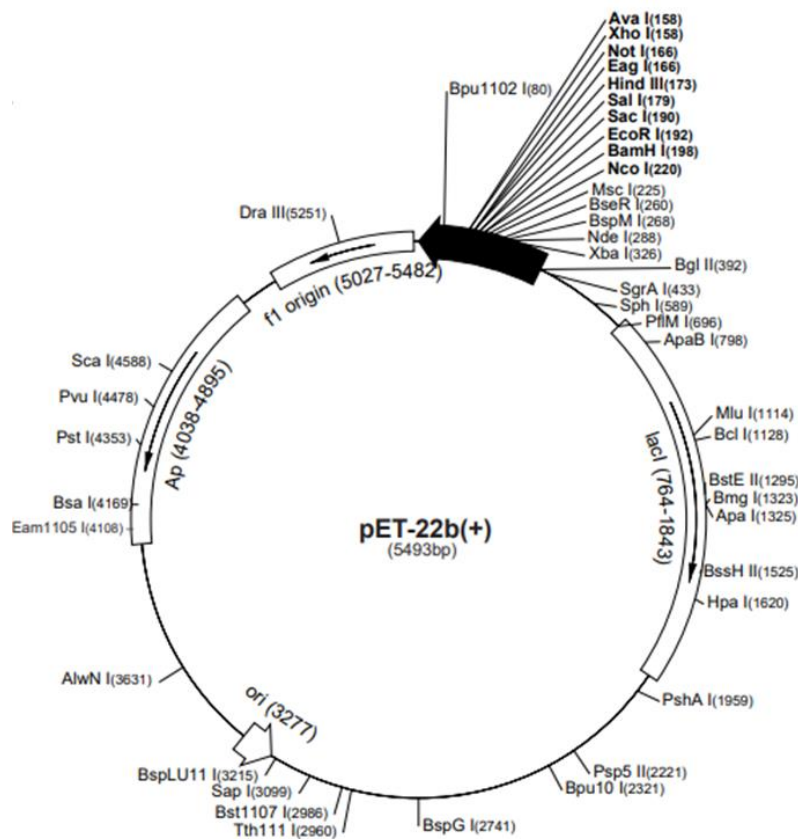 Ava I(158)
Xho I(158)
Not I(166)
Eag I(166)
Hind III(173)
Sal I(179)
Sac I(190)
EcoR I(192)
BamH I(198)
Nco I(220)
Bpu1102 I(80)
Msc I(225)
BseR I(260)
BspM I(268)
Nde I(288)
Xba I(326)
Bgl II(392)
SgrA I(433)
Sph I(589)
PflM I(696)
ApaB I(798)
Dra III(5251)
f1 origin (5027-5482)
Sca I(4588)
Pvu I(4478)
Pst I(4353)
Bsa I(4169)
Eam1105 I(4108)
Ap (4038-4895)
Mlu I(1114)
Bcl I(1128)
BstE II(1295)
Bmg I(1323)
Apa I(1325)
BssH II(1525)
Hpa I(1620)
lacI (764-1843)
pET-22b(+)
(5493bp)
AlwN I(3631)
ori (3277)
PshA I(1959)
BspLU11 I(3215)
Sap I(3099)
Bst1107 I(2986)
Tth111 I(2960)
BspG I(2741)
Psp5 II(2221)
Bpu10 I(2321)